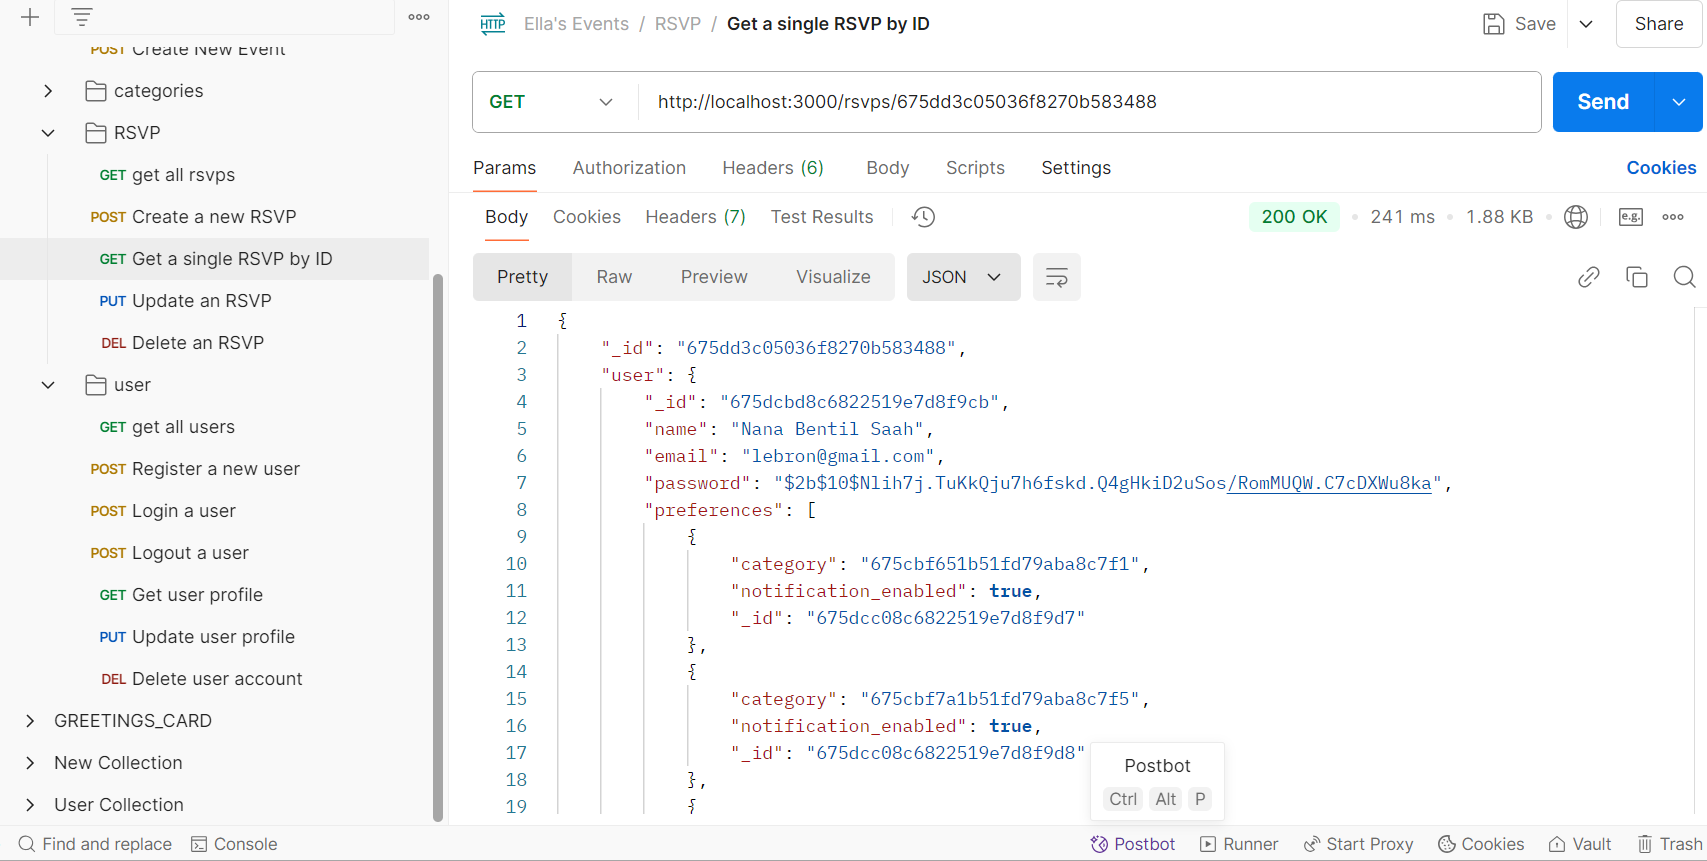 HTTP Ella's Events / RSVP / Get a single RSVP by ID Save Share
POST Create New Event
categories
RSVP
GET get all rsvps
POST Create a new RSVP
GET Get a single RSVP by ID
PUT Update an RSVP
DEL Delete an RSVP
user
GET get all users
POST Register a new user
POST Login a user
POST Logout a user
GET Get user profile
PUT Update user profile
DEL Delete user account
GREETINGS_CARD
New Collection
User Collection
GET http://localhost:3000/rsvps/675dd3c05036f8270b583488 Send
Params Authorization Headers (6) Body Scripts Settings Cookies
Body Cookies Headers (7) Test Results 200 OK • 241 ms • 1.88 KB • e.g.
Pretty Raw Preview Visualize JSON
1 {
2 "_id": "675dd3c05036f8270b583488",
3 "user": {
4 "_id": "675dcbd8c6822519e7d8f9cb",
5 "name": "Nana Bentil Saah",
6 "email": "lebron@gmail.com",
7 "password": "$2b$10$Nlih7j.TuKkQju7h6fskd.Q4gHkiD2uSos/RomMUQW.C7cDXWu8ka",
8 "preferences": [
9 {
10 "category": "675cbf651b51fd79aba8c7f1",
11 "notification_enabled": true,
12 "_id": "675dcc08c6822519e7d8f9d7"
13 },
14 {
15 "category": "675cbf7a1b51fd79aba8c7f5",
16 "notification_enabled": true,
17 "_id": "675dcc08c6822519e7d8f9d8"
18 },
19 {
Postbot
Ctrl Alt P
Find and replace Console Postbot Runner Start Proxy Cookies Vault Trash